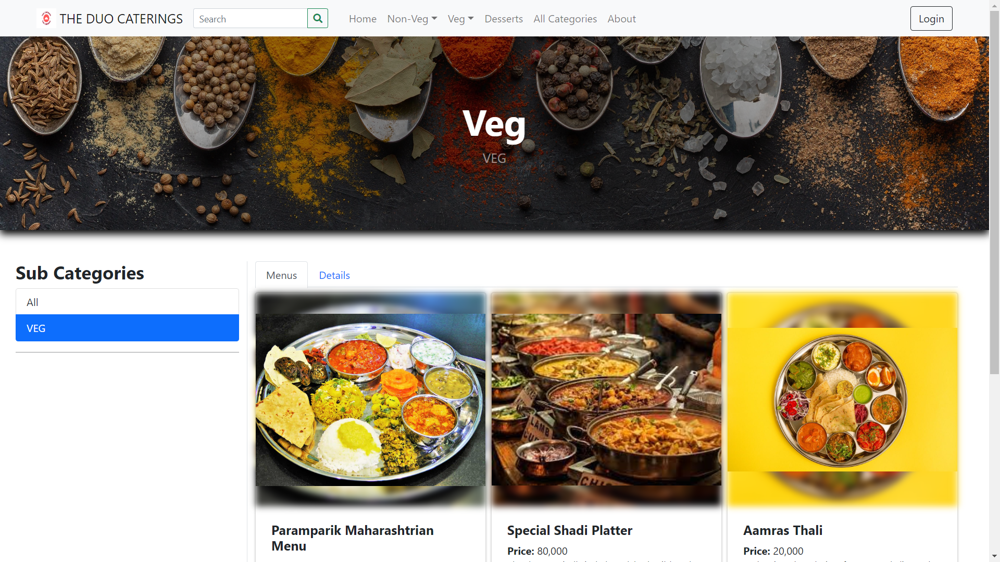 THE DUO CATERINGS
Search
Home
Non-Veg
Veg
Desserts
All Categories
About
Login
Veg
VEG
Sub Categories
All
VEG
Menus
Details
LAMB
Paramparik Maharashtrian
Menu
Special Shadi Platter
Price: 80,000
Aamras Thali
Price: 20,000